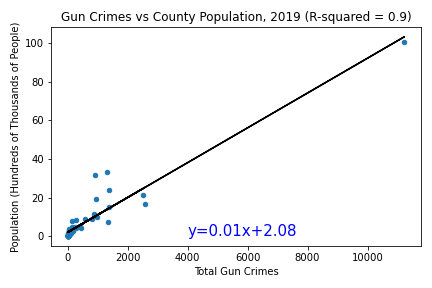 Gun Crimes vs County Population, 2019 (R-squared = 0.9)
Population (Hundreds of Thousands of People)
100
80
60
40
20
0
y=0.01x+2.08
0 2000 4000 6000 8000 10000
Total Gun Crimes